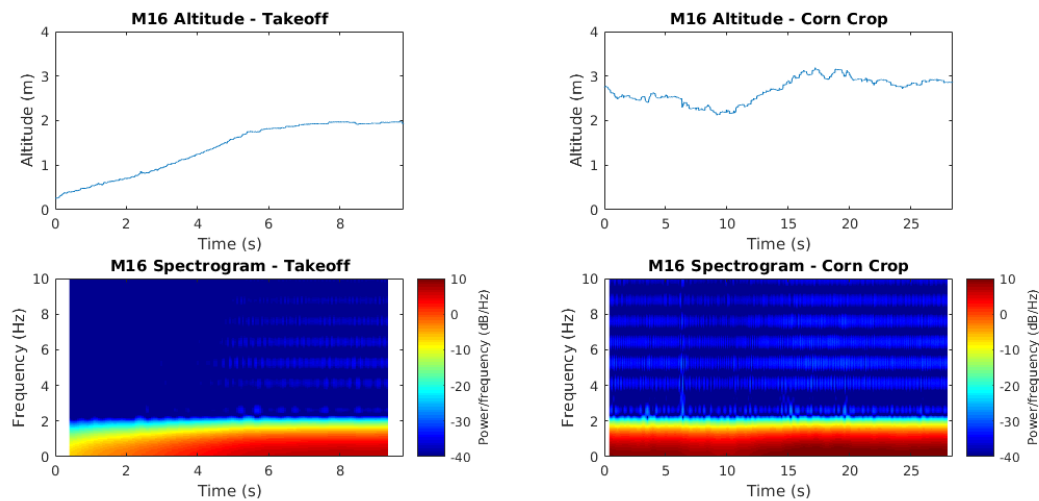 M16 Altitude - Takeoff
4
3
2
1
0
Altitude (m)
0 2 4 6 8
Time (s)
M16 Altitude - Corn Crop
4
3
2
1
0
Altitude (m)
0 5 10 15 20 25
Time (s)
M16 Spectrogram - Takeoff
10
8
6
4
2
0
Frequency (Hz)
0 2 4 6 8
Time (s)
10
0
-10
-20
-30
-40
Power/frequency (dB/Hz)
M16 Spectrogram - Corn Crop
10
8
6
4
2
0
Frequency (Hz)
0 5 10 15 20 25
Time (s)
10
0
-10
-20
-30
-40
Power/frequency (dB/Hz)